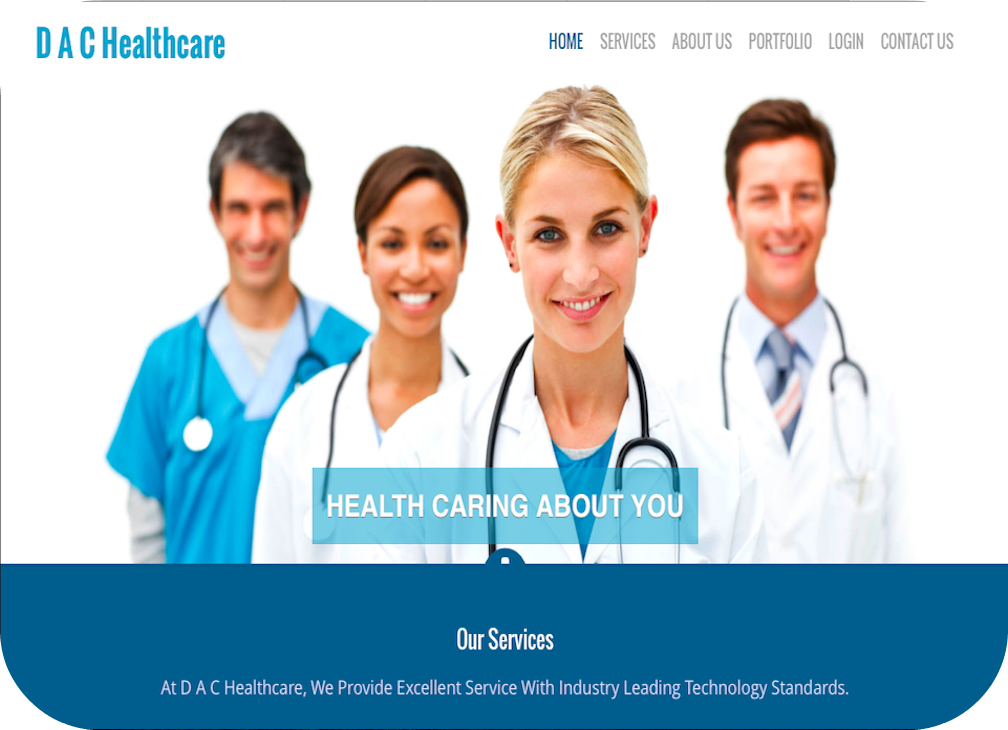 D A C Healthcare
HOME SERVICES ABOUT US PORTFOLIO LOGIN CONTACT US
HEALTH CARING ABOUT YOU
Our Services
At D A C Healthcare, We Provide Excellent Service With Industry Leading Technology Standards.